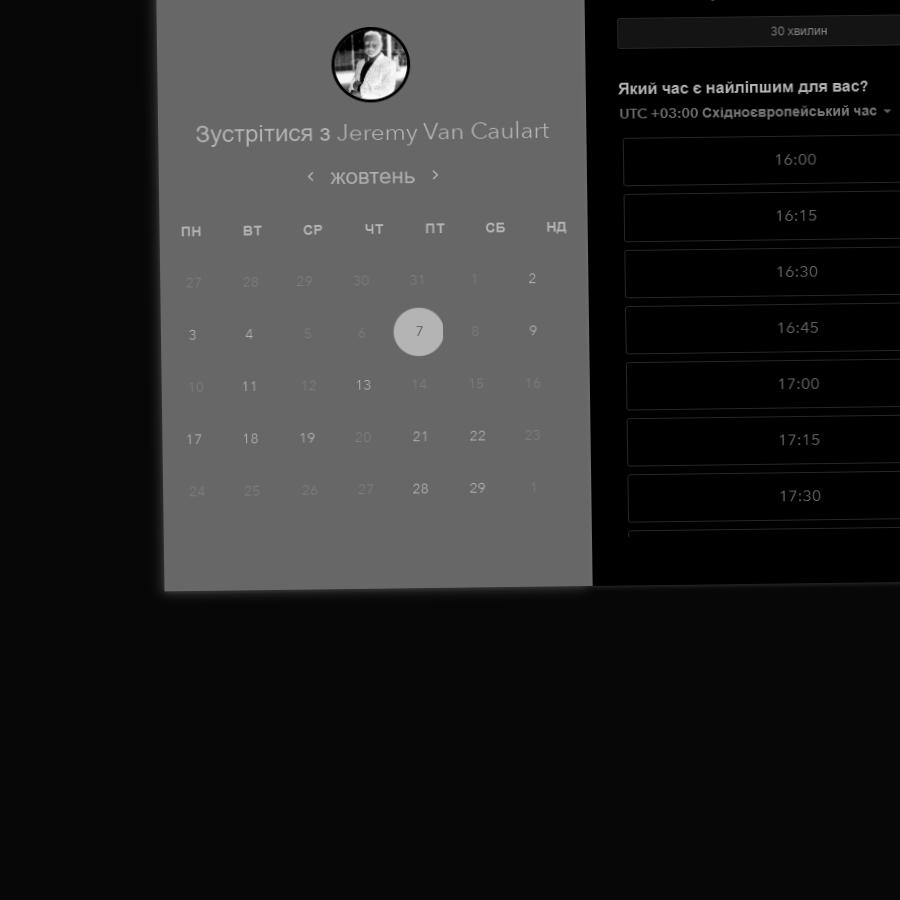 Зустрітися з Jeremy Van Caulart
жовтень
ПН ВТ СР ЧТ ПТ СБ НД
27 28 29 30 31 1 2
3 4 5 6 7 8 9
10 11 12 13 14 15 16
17 18 19 20 21 22 23
24 25 26 27 28 29 1
30 хвилин
Який час є найліпшим для вас?
UTC +03:00 Східноєвропейський час
16:00
16:15
16:30
16:45
17:00
17:15
17:30